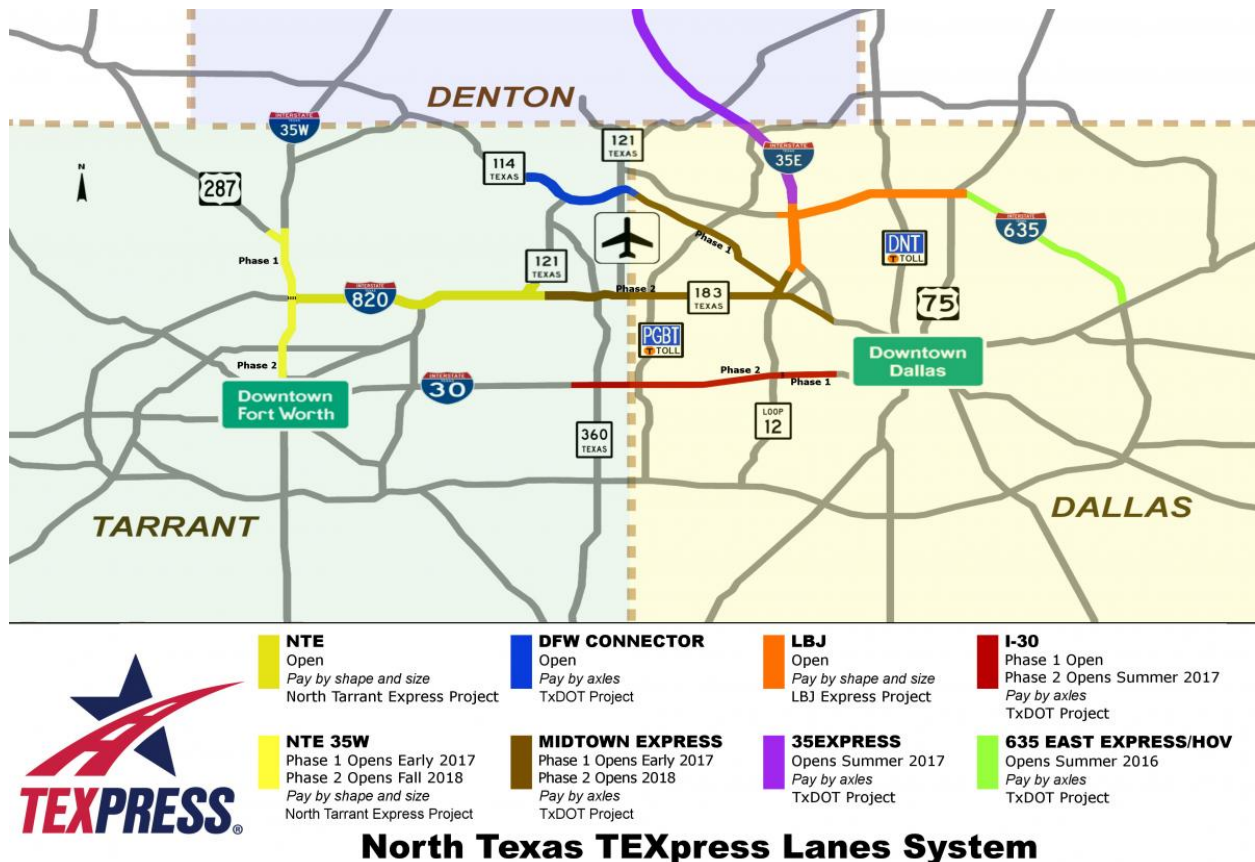 DENTON
INTERSTATE
35W
121
TEXAS
INTERSTATE
TEXAS
35E
114
TEXAS
N
287
INTERSTATE
635
Phase 1
DNT
TOLL
Phase 1
121
TEXAS
Phase 2
INTERSTATE
820
183
TEXAS
75
PGBT
TOLL
Phase 2
Phase 2
Phase 1
Downtown
Dallas
INTERSTATE
30
Downtown
Fort Worth
LOOP
12
360
TEXAS
TARRANT
DALLAS
NTE
Open
Pay by shape and size
North Tarrant Express Project
DFW CONNECTOR
Open
Pay by axles
TxDOT Project
LBJ
Open
Pay by shape and size
LBJ Express Project
I-30
Phase 1 Open
Phase 2 Opens Summer 2017
Pay by axles
TxDOT Project
NTE 35W
Phase 1 Opens Early 2017
Phase 2 Opens Fall 2018
Pay by shape and size
North Tarrant Express Project
MIDTOWN EXPRESS
Phase 1 Opens Early 2017
Phase 2 Opens 2018
Pay by axles
TxDOT Project
35EXPRESS
Opens Summer 2017
Pay by axles
TxDOT Project
635 EAST EXPRESS/HOV
Opens Summer 2016
Pay by axles
TxDOT Project
TEXPRESS®
North Texas TEXpress Lanes System